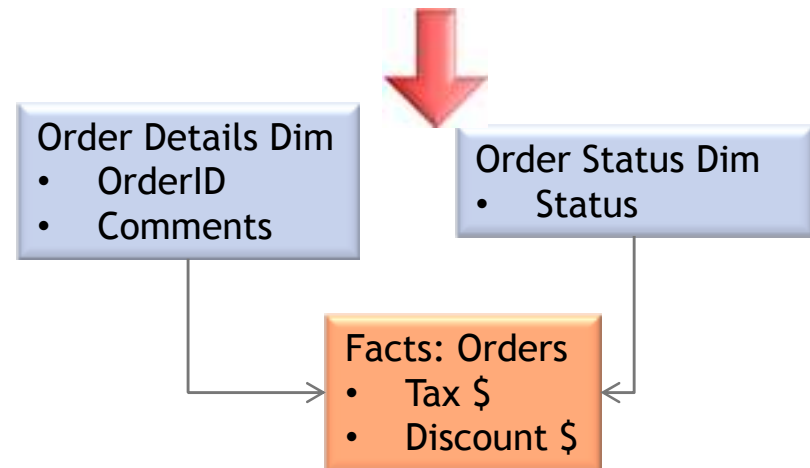 Order Details Dim
• OrderID
• Comments
Order Status Dim
• Status
Facts: Orders
• Tax $
• Discount $